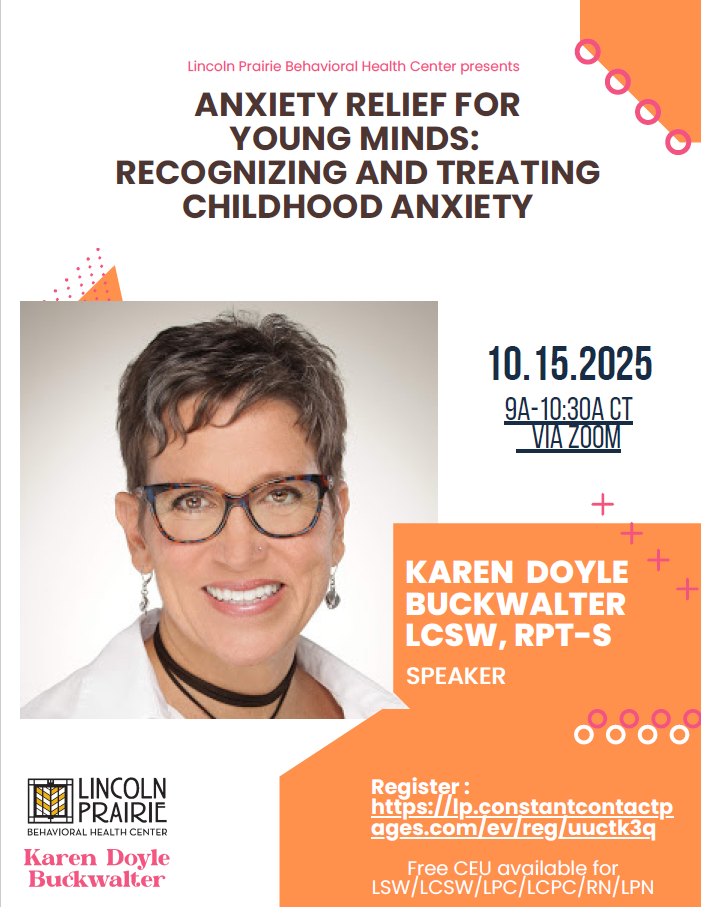 Lincoln Prairie Behavioral Health Center presents
ANXIETY RELIEF FOR
YOUNG MINDS:
RECOGNIZING AND TREATING
CHILDHOOD ANXIETY
10.15.2025
9A-10:30A CT
VIA ZOOM
KAREN DOYLE
BUCKWALTER
LCSW, RPT-S
SPEAKER
Register :
https://lp.constantcontactp
ages.com/ev/reg/uuctk3q
Free CEU available for
LSW/LCSW/LPC/LCPC/RN/LPN
LINCOLN
PRAIRIE
BEHAVIORAL HEALTH CENTER
Karen Doyle
Buckwalter